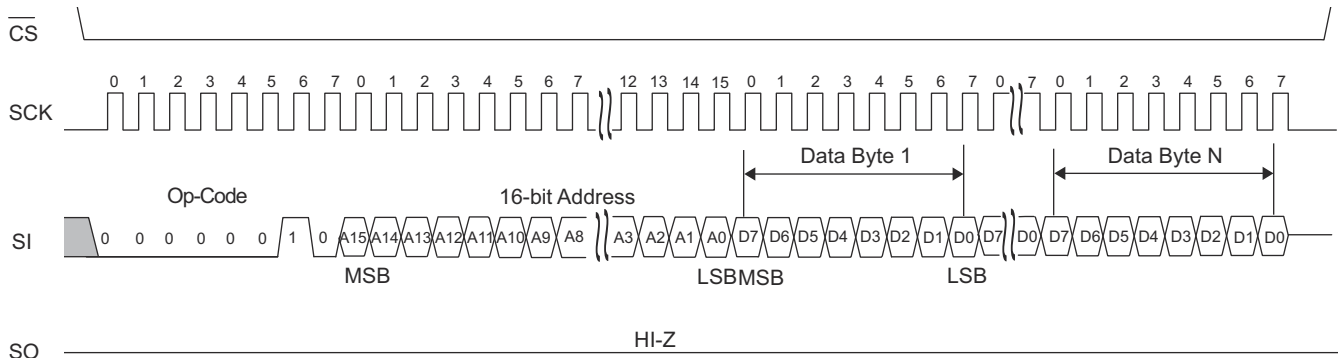 CS
SCK 0 1 2 3 4 5 6 7 0 1 2 3 4 5 6 7 12 13 14 15 0 1 2 3 4 5 6 7 0 7 0 1 2 3 4 5 6 7
Data Byte 1 Data Byte N
Op-Code 16-bit Address
SI 0 0 0 0 0 0 1 0 A15 A14 A13 A12 A11 A10 A9 A8 A3 A2 A1 A0 D7 D6 D5 D4 D3 D2 D1 D0 D7 D0 D7 D6 D5 D4 D3 D2 D1 D0
MSB LSB MSB LSB
HI-Z
SO